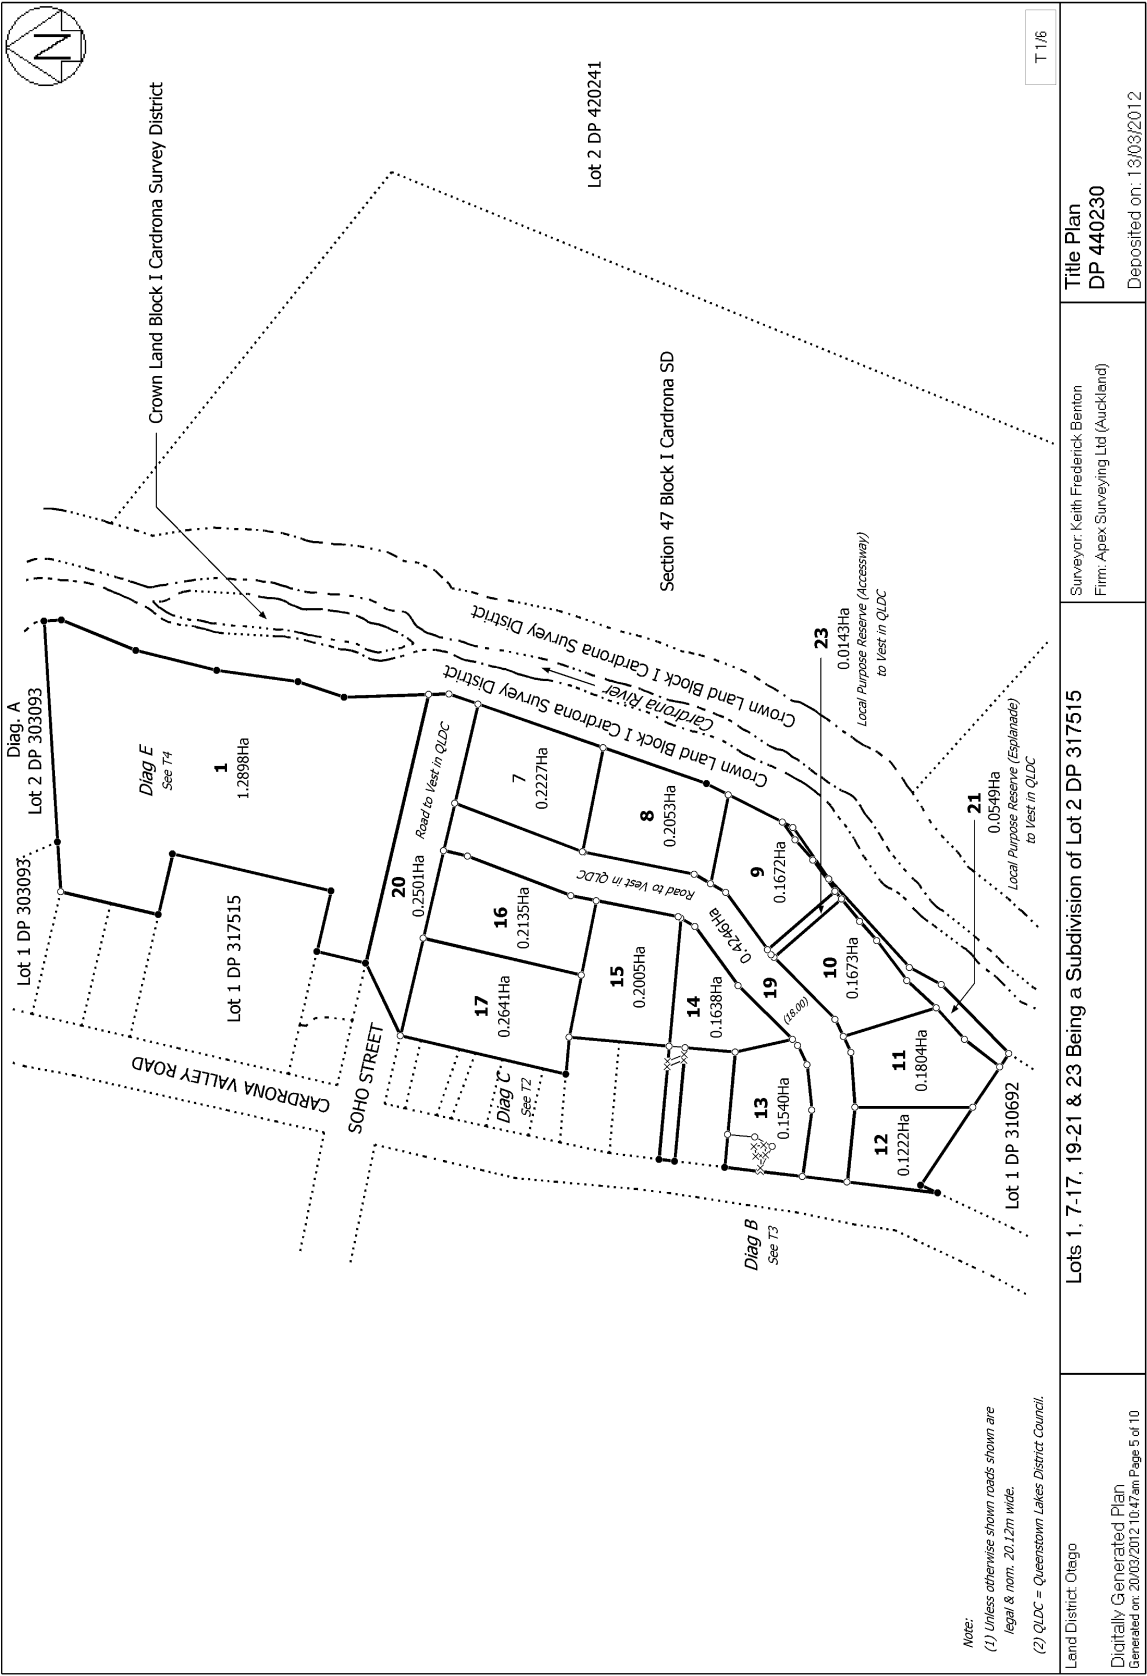 N
Crown Land Block I Cardrona Survey District
Lot 2 DP 420241
T 1/6
Diag. A
Lot 2 DP 303093
Lot 1 DP 303093
Diag E
See T4
1
1.2898Ha
Lot 1 DP 317515
CARDRONA VALLEY ROAD
SOHO STREET
Road to Vest in QLDC
20
0.2501Ha
7
0.2227Ha
8
0.2053Ha
9
0.1672Ha
16
0.2135Ha
17
0.2641Ha
15
0.2005Ha
14
0.1638Ha
Road to Vest in QLDC
0.4246Ha
19
(18.00)
10
0.1673Ha
11
0.1804Ha
12
0.1222Ha
13
0.1540Ha
Diag C
See T2
Diag B
See T3
Crown Land Block I Cardrona Survey District
Cardrona River
Crown Land Block I Cardrona Survey District
Section 47 Block I Cardrona SD
23
0.0143Ha
Local Purpose Reserve (Accessway)
to Vest in QLDC
21
0.0549Ha
Local Purpose Reserve (Esplanade)
to Vest in QLDC
Lot 1 DP 310692
Note:
(1) Unless otherwise shown roads shown are
legal & nom. 20.12m wide.
(2) QLDC = Queenstown Lakes District Council.
Land District: Otago
Digitally Generated Plan
Generated on: 20/03/2012 10:47am Page 5 of 10
Lots 1, 7-17, 19-21 & 23 Being a Subdivision of Lot 2 DP 317515
Surveyor: Keith Frederick Benton
Firm: Apex Surveying Ltd (Auckland)
Title Plan
DP 440230
Deposited on: 13/03/2012